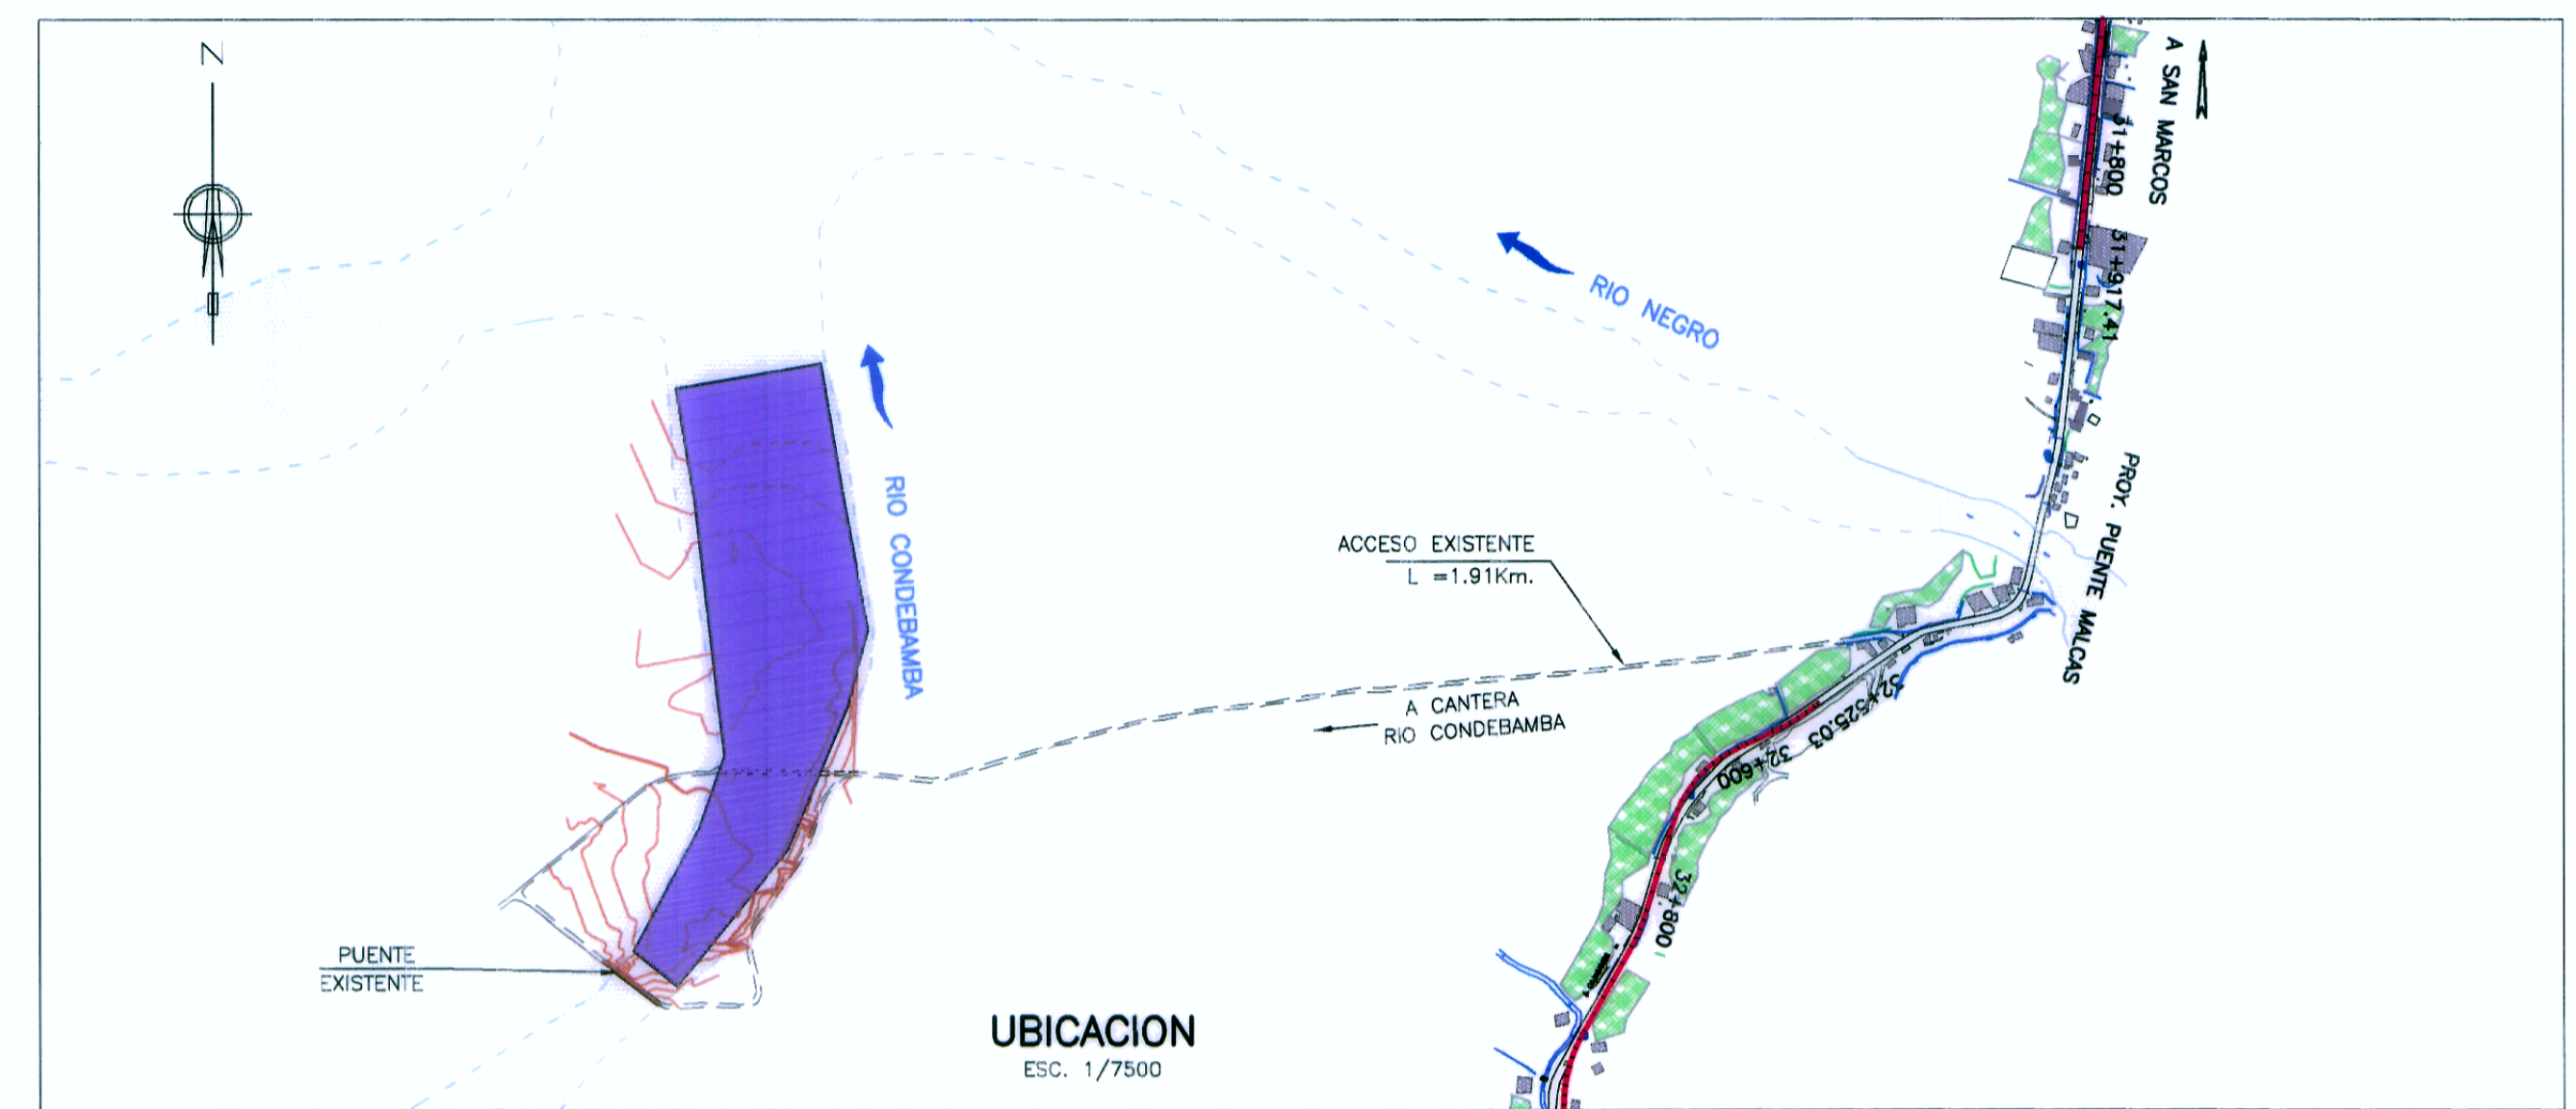 N
A SAN MARCOS
31+800
31+917.41
RIO NEGRO
RIO CONDEBAMBA
PROY. PUENTE MALCAS
ACCESO EXISTENTE
L =1.91Km.
A CANTERA
RIO CONDEBAMBA
32+525.03
32+600
32+800
PUENTE
EXISTENTE
UBICACION
ESC. 1/7500